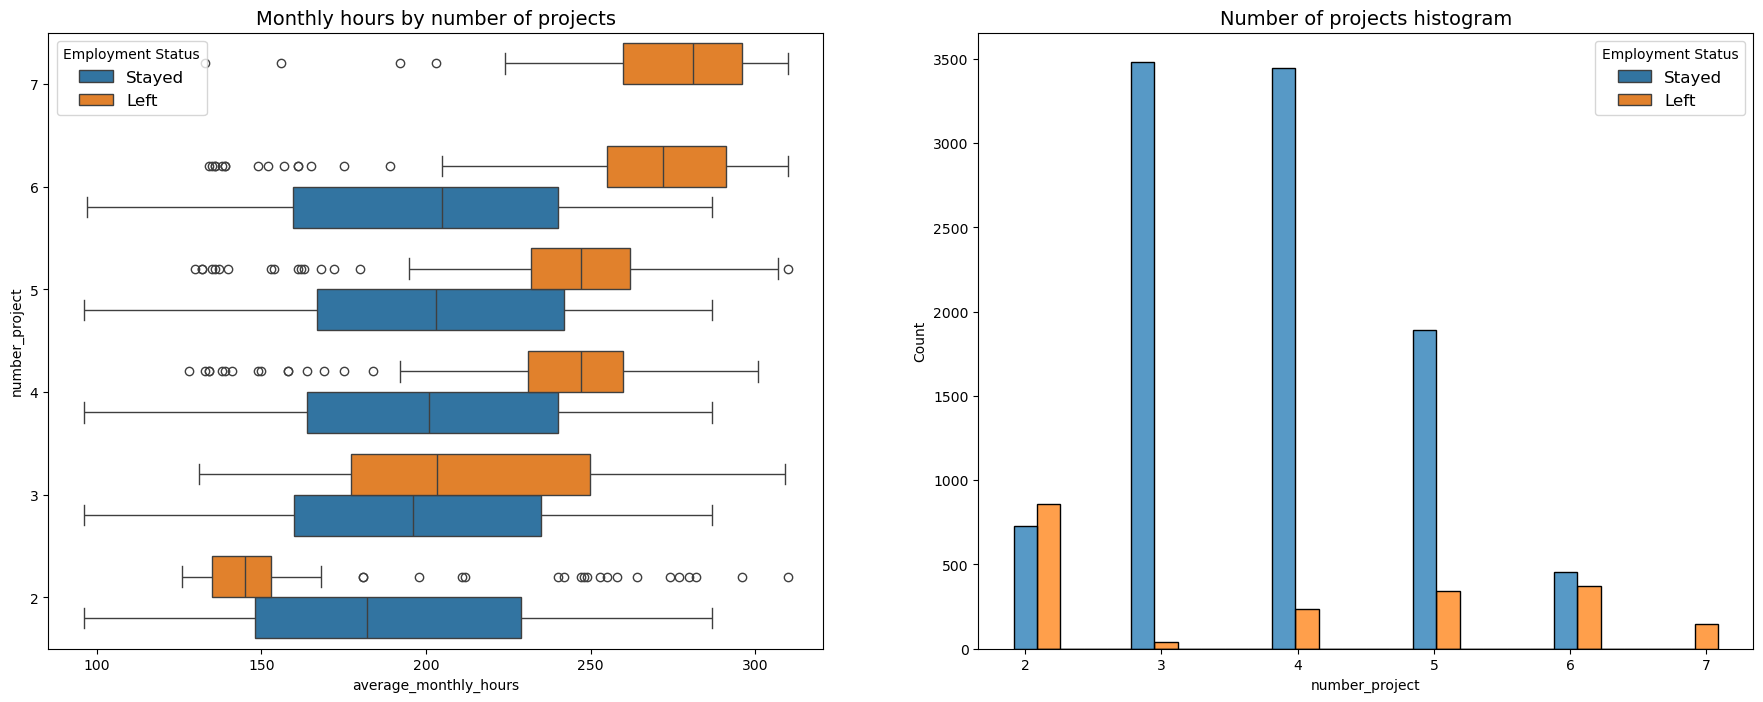 Monthly hours by number of projects
Employment Status
Stayed
Left
7
6
5
4
3
2
number_project
100 150 200 250 300
average_monthly_hours
Number of projects histogram
Employment Status
Stayed
Left
3500
3000
2500
2000
1500
1000
500
0
Count
2 3 4 5 6 7
number_project